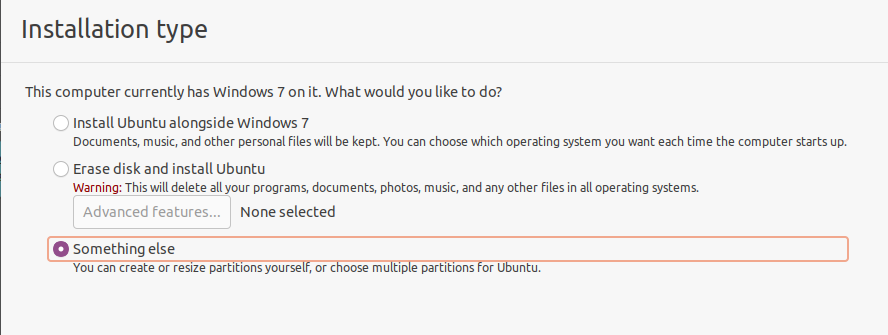 Installation type
This computer currently has Windows 7 on it. What would you like to do?
Install Ubuntu alongside Windows 7
Documents, music, and other personal files will be kept. You can choose which operating system you want each time the computer starts up.
Erase disk and install Ubuntu
Warning: This will delete all your programs, documents, photos, music, and any other files in all operating systems.
Advanced features... None selected
Something else
You can create or resize partitions yourself, or choose multiple partitions for Ubuntu.